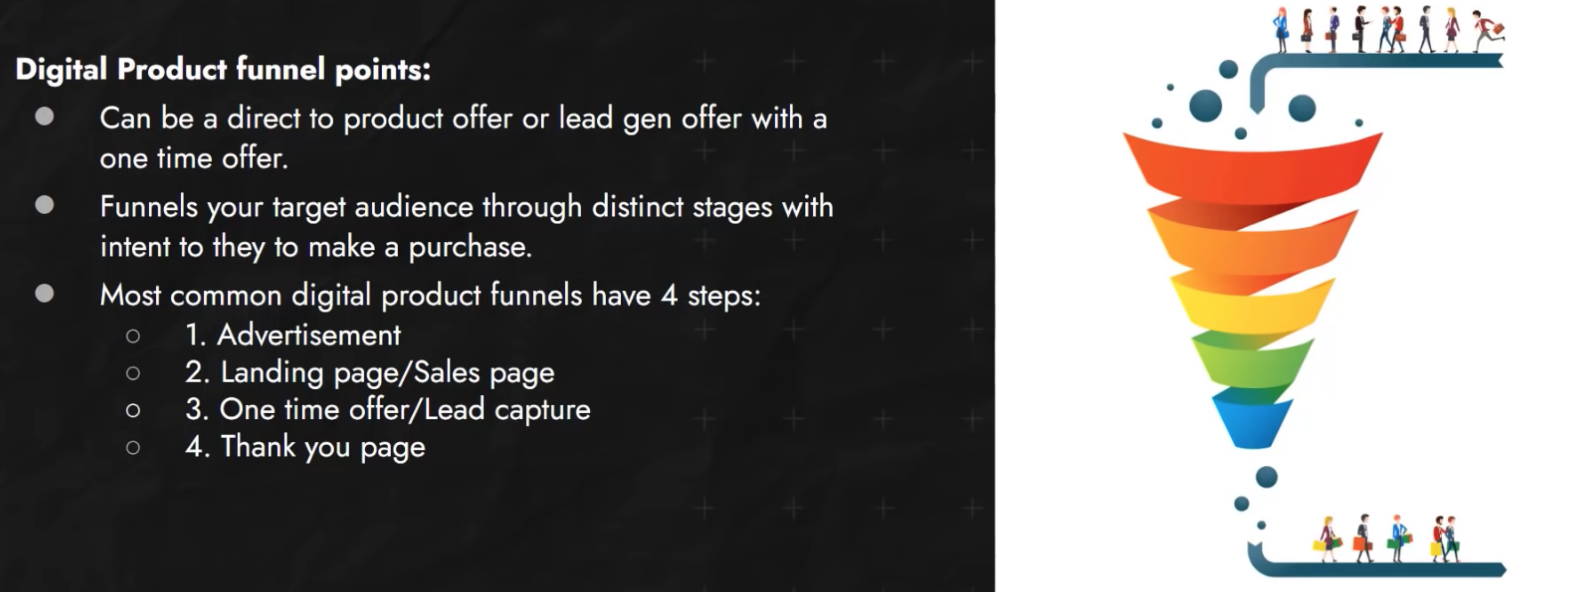 Digital Product funnel points:
● Can be a direct to product offer or lead gen offer with a
one time offer.
● Funnels your target audience through distinct stages with
intent to they to make a purchase.
● Most common digital product funnels have 4 steps:
○ 1. Advertisement
○ 2. Landing page/Sales page
○ 3. One time offer/Lead capture
○ 4. Thank you page